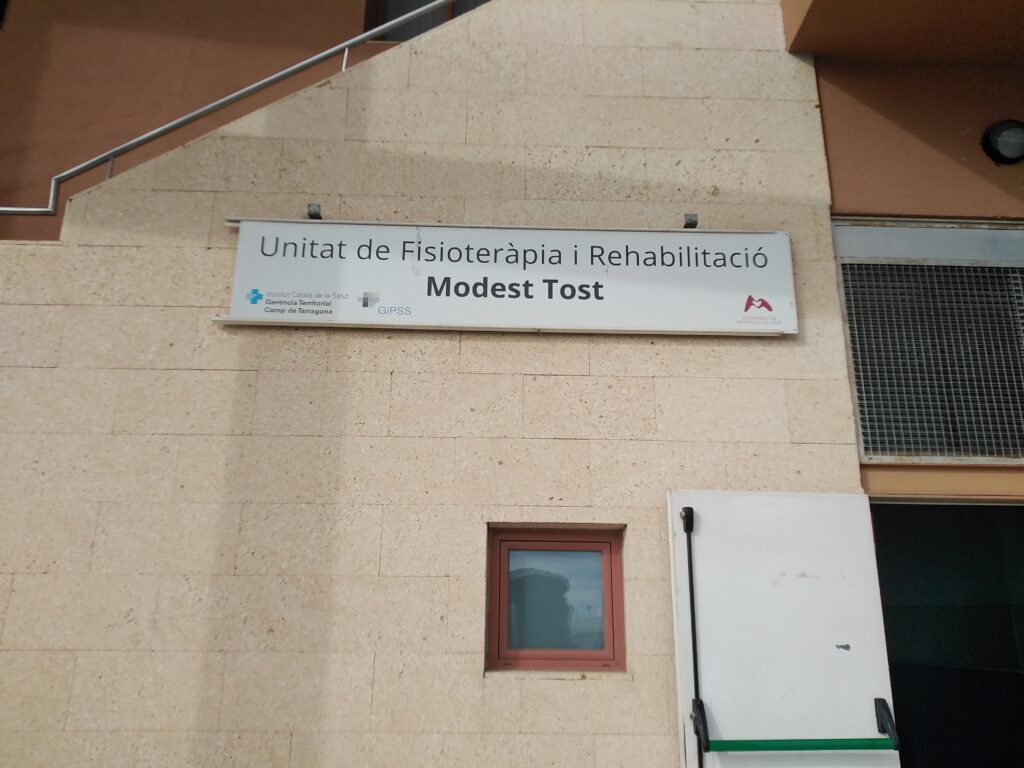 Unitat de Fisioteràpia i Rehabilitació
Modest Tost
Institut Català de la Salut
Gerència Territorial
Camp de Tarragona
GiPSS